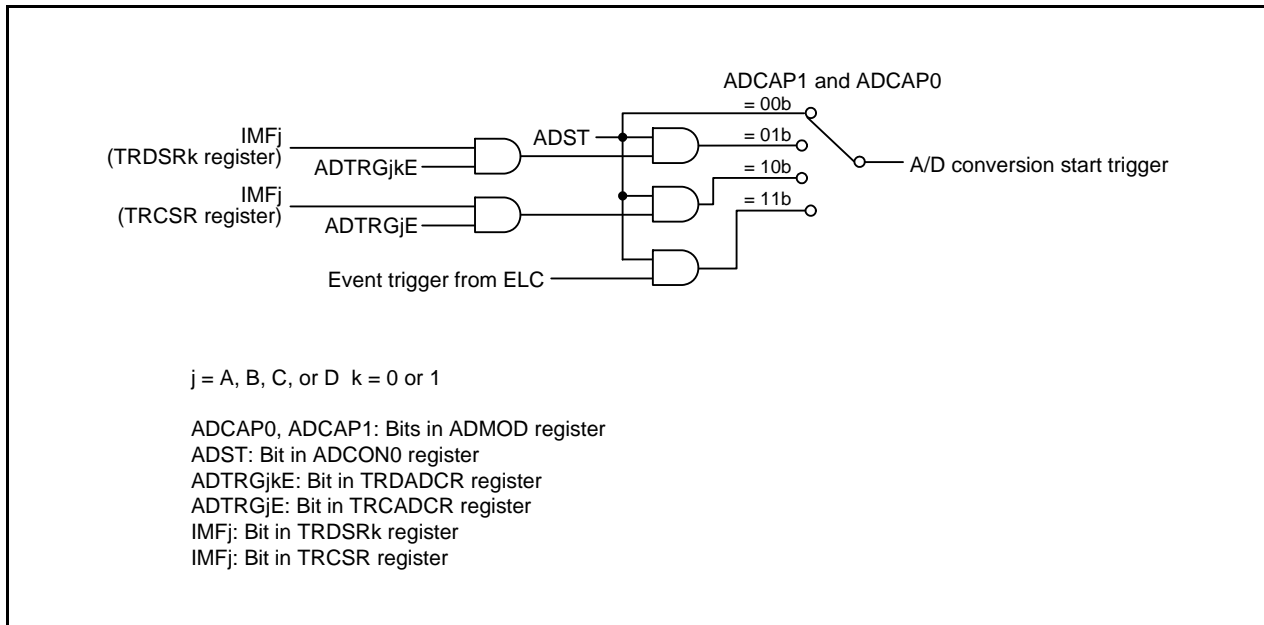 ADCAP1 and ADCAP0
= 00b
IMFj
(TRDSRk register)
ADTRGjkE
ADST
= 01b
A/D conversion start trigger
= 10b
IMFj
(TRCSR register)
ADTRGjE
= 11b
Event trigger from ELC
j = A, B, C, or D k = 0 or 1
ADCAP0, ADCAP1: Bits in ADMOD register
ADST: Bit in ADCON0 register
ADTRGjkE: Bit in TRDADCR register
ADTRGjE: Bit in TRCADCR register
IMFj: Bit in TRDSRk register
IMFj: Bit in TRCSR register